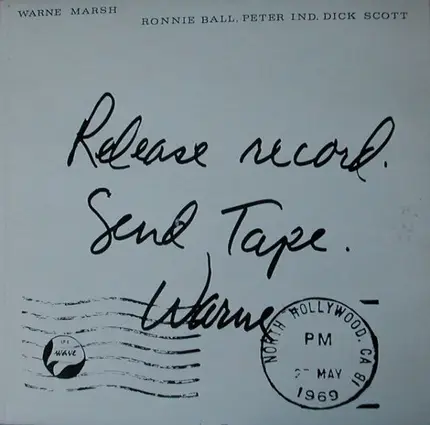 WARNE MARSH
RONNIE BALL, PETER IND, DICK SCOTT
Release record.
Send Tape.
Warne
wave
NORTH HOLLYWOOD, CA 91
PM
MAY
1969